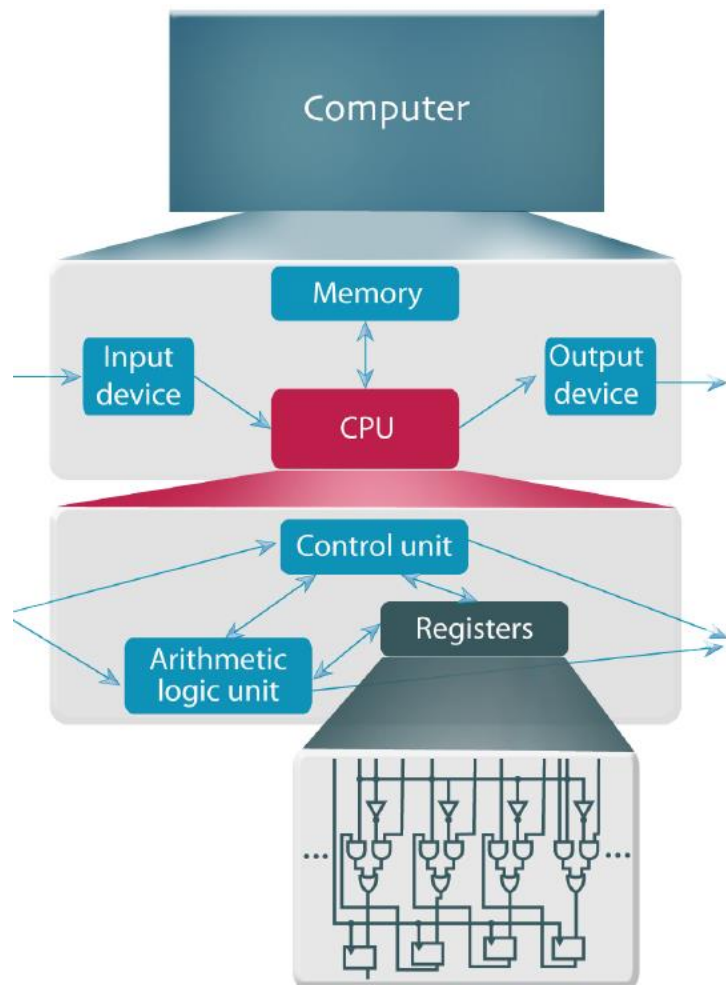 Computer
Memory
Input
device
Output
device
CPU
Control unit
Registers
Arithmetic
logic unit
...
...